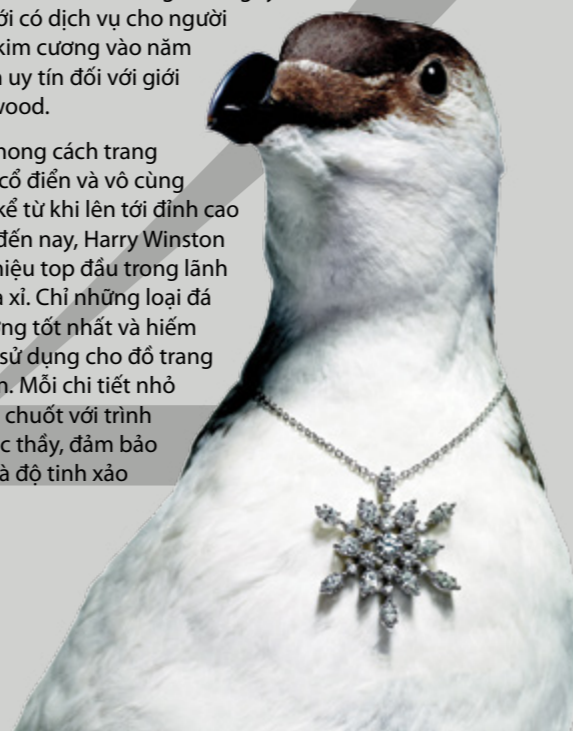 ới có dịch vụ cho người
kim cương vào năm
uy tín đối với giới
wood.
hong cách trang
cổ điển và vô cùng
kể từ khi lên tới đỉnh cao
đến nay, Harry Winston
hiệu top đầu trong lãnh
a xỉ. Chỉ những loại đá
ng tốt nhất và hiếm
sử dụng cho đồ trang
n. Mỗi chi tiết nhỏ
chuốt với trình
c thầy, đảm bảo
à độ tinh xảo